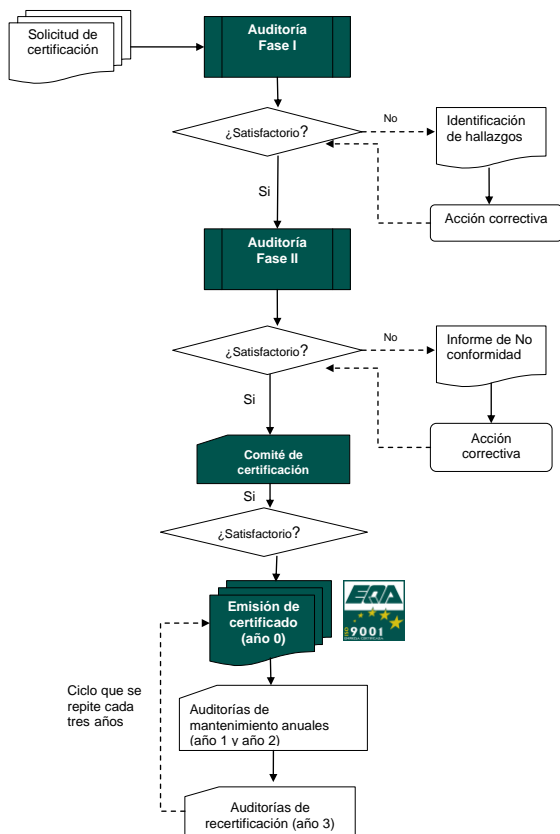 Solicitud de
certificación
Auditoría
Fase I
¿Satisfactorio?
No
Identificación
de hallazgos
Acción correctiva
Si
Auditoría
Fase II
¿Satisfactorio?
No
Informe de No
conformidad
Acción
correctiva
Si
Comité de
certificación
Si
¿Satisfactorio?
Emisión de
certificado
(año 0)
EQA
ISO 9001
EMPRESA CERTIFICADA
Ciclo que se
repite cada
tres años
Auditorías de
mantenimiento anuales
(año 1 y año 2)
Auditorías de
recertificación (año 3)